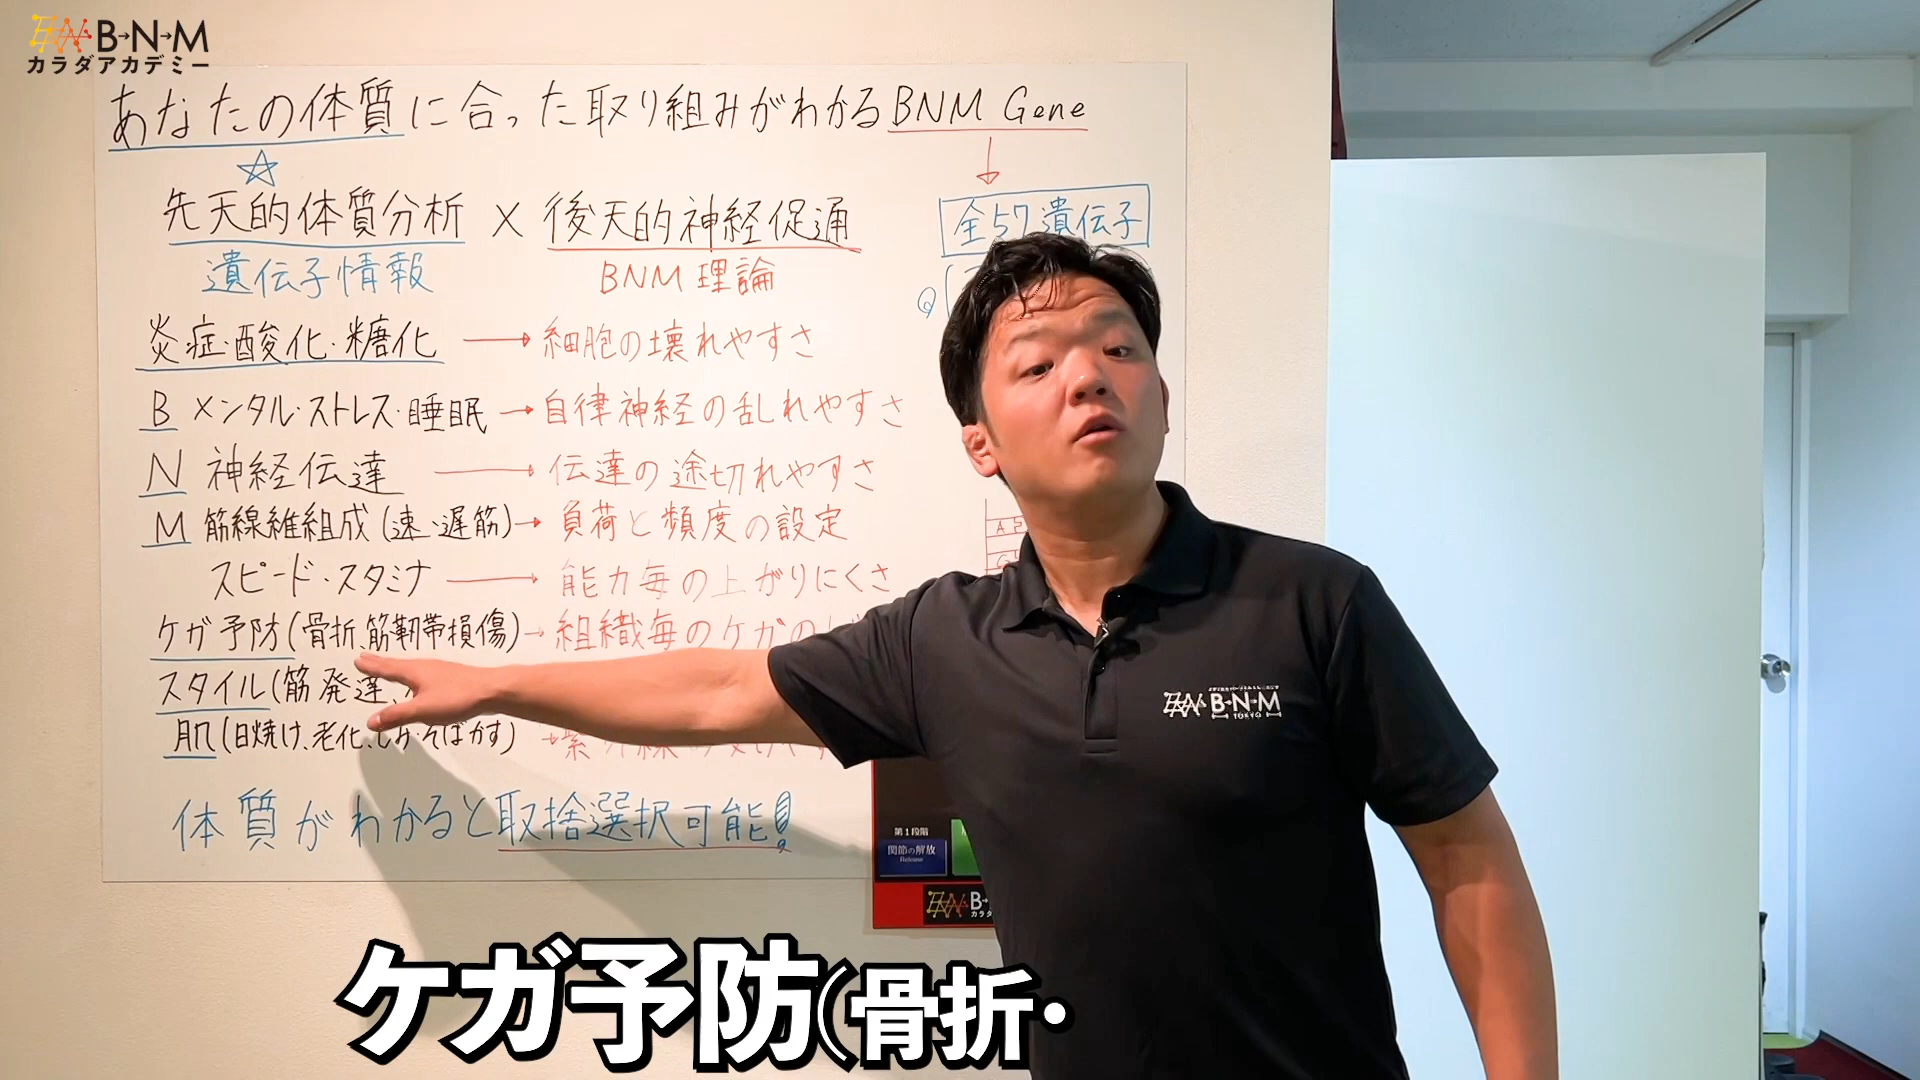 B→N→M
カラダアカデミー
あなたの体質に合った取り組みがわかるBNM Gene
先天的体質分析 × 後天的神経促通
全57遺伝子
遺伝子情報 BNM理論
炎症・酸化・糖化 → 細胞の壊れやすさ
B メンタル・ストレス・睡眠 → 自律神経の乱れやすさ
N 神経伝達 → 伝達の途切れやすさ
M 筋線維組成(速・遅筋) → 負荷と頻度の設定
スピード・スタミナ → 能力毎の上がりにくさ
ケガ予防(骨折、筋靭帯損傷) → 組織毎のケガの
スタイル(筋発達、
肌(日焼け、老化、しみ・そばかす) →
体質がわかると取捨選択可能!
B→N→M
TOKYO
第1段階
関節の解放
Release
ケガ予防(骨折・